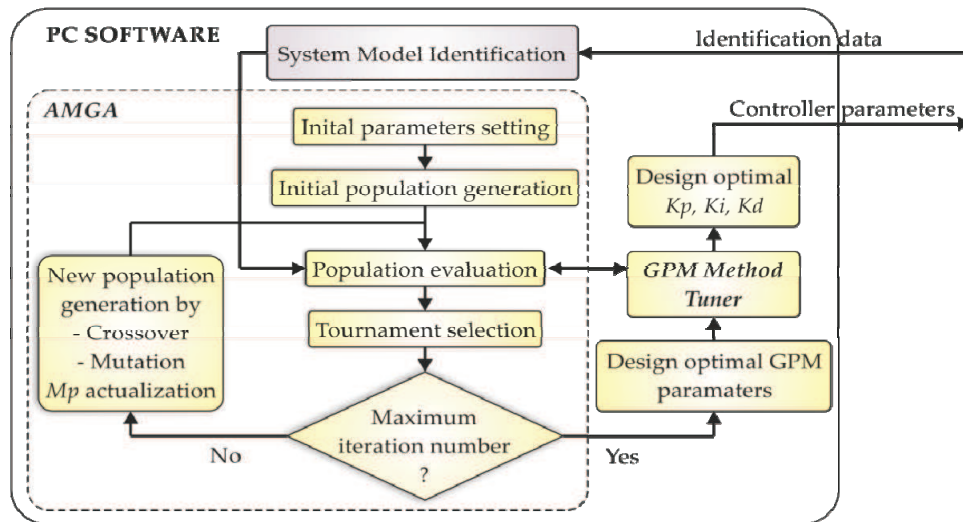 PC SOFTWARE
System Model Identification
Identification data
AMGA
Controller parameters
Inital parameters setting
Initial population generation
Design optimal
Kp, Ki, Kd
New population
generation by
- Crossover
- Mutation
Mp actualization
Population evaluation
GPM Method
Tuner
Tournament selection
Design optimal GPM
paramaters
Maximum
iteration number
?
No
Yes